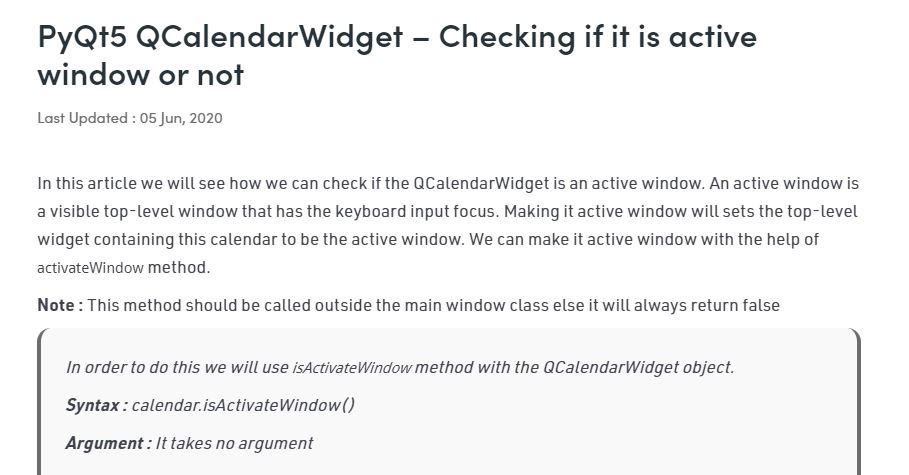 PyQt5 QCalendarWidget – Checking if it is active
window or not
Last Updated : 05 Jun, 2020
In this article we will see how we can check if the QCalendarWidget is an active window. An active window is
a visible top-level window that has the keyboard input focus. Making it active window will sets the top-level
widget containing this calendar to be the active window. We can make it active window with the help of
activateWindow method.
Note : This method should be called outside the main window class else it will always return false
In order to do this we will use isActivateWindow method with the QCalendarWidget object.
Syntax : calendar.isActivateWindow()
Argument : It takes no argument